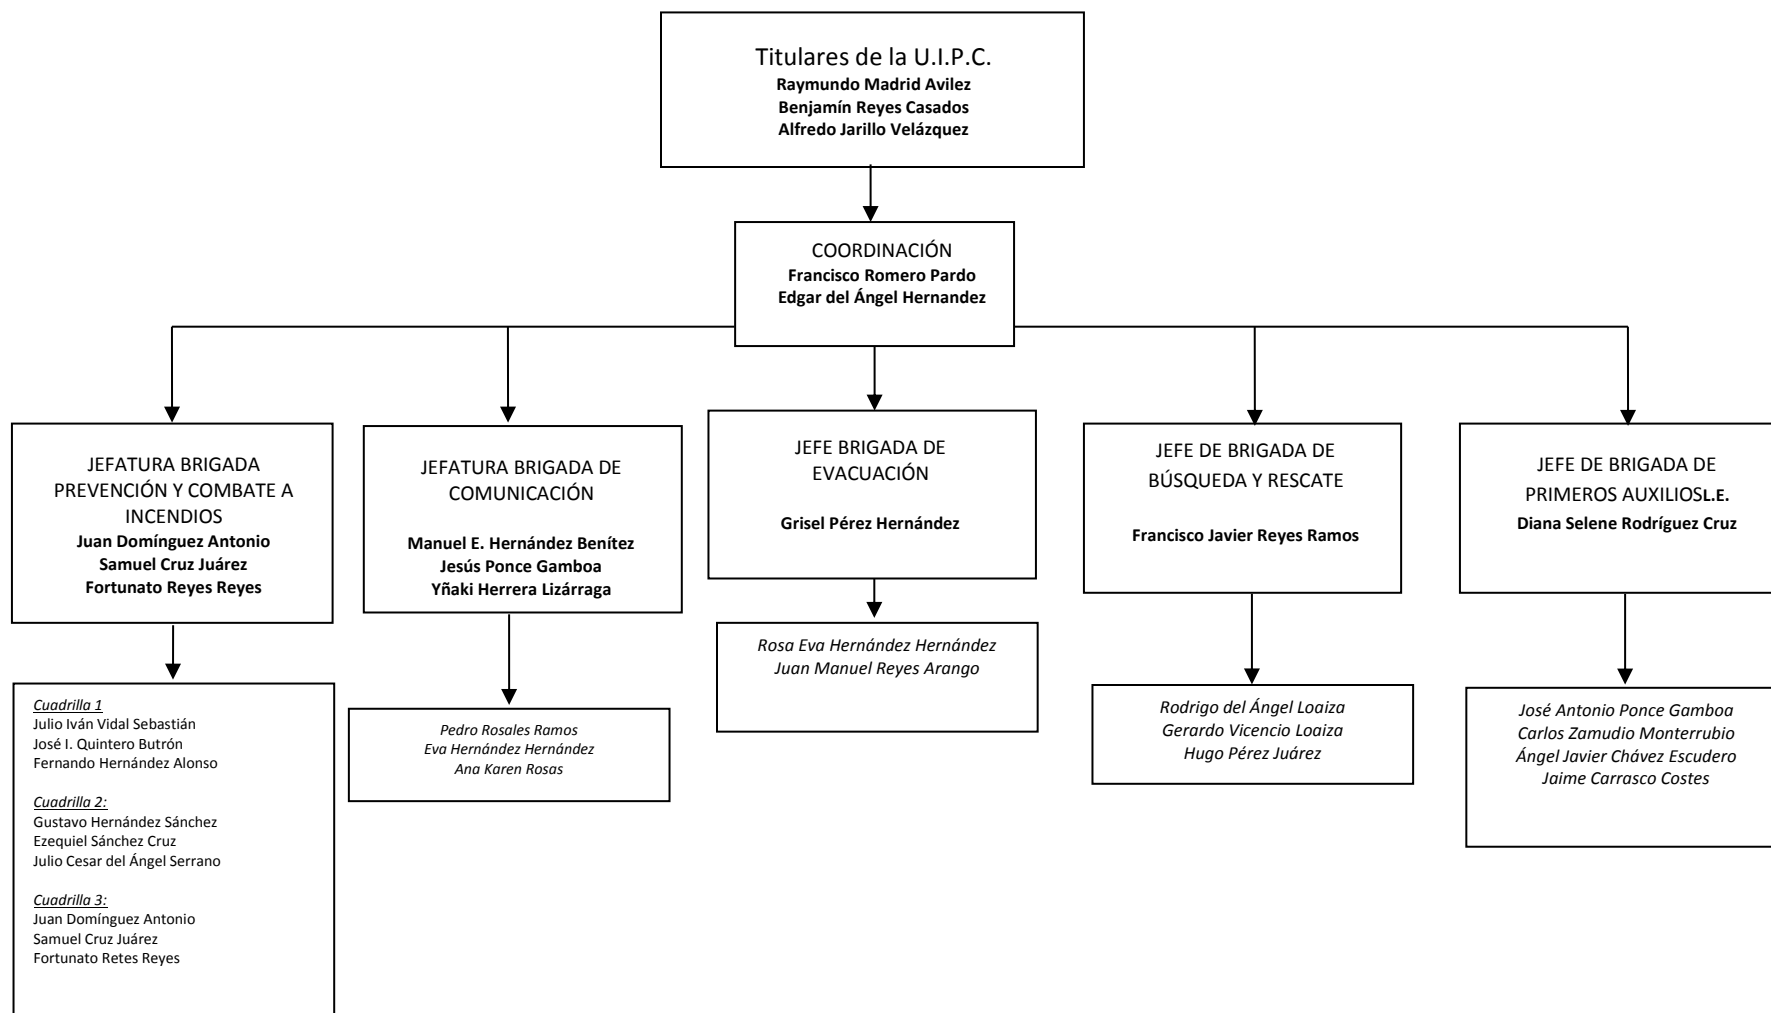 Titulares de la U.I.P.C.
Raymundo Madrid Avilez
Benjamín Reyes Casados
Alfredo Jarillo Velázquez
COORDINACIÓN
Francisco Romero Pardo
Edgar del Ángel Hernandez
JEFATURA BRIGADA
PREVENCIÓN Y COMBATE A
INCENDIOS
Juan Domínguez Antonio
Samuel Cruz Juárez
Fortunato Reyes Reyes
JEFATURA BRIGADA DE
COMUNICACIÓN
Manuel E. Hernández Benítez
Jesús Ponce Gamboa
Yñaki Herrera Lizárraga
JEFE BRIGADA DE
EVACUACIÓN
Grisel Pérez Hernández
JEFE DE BRIGADA DE
BÚSQUEDA Y RESCATE
Francisco Javier Reyes Ramos
JEFE DE BRIGADA DE
PRIMEROS AUXILIOSL.E.
Diana Selene Rodríguez Cruz
Cuadrilla 1
Julio Iván Vidal Sebastián
José I. Quintero Butrón
Fernando Hernández Alonso
Cuadrilla 2:
Gustavo Hernández Sánchez
Ezequiel Sánchez Cruz
Julio Cesar del Ángel Serrano
Cuadrilla 3:
Juan Domínguez Antonio
Samuel Cruz Juárez
Fortunato Retes Reyes
Pedro Rosales Ramos
Eva Hernández Hernández
Ana Karen Rosas
Rosa Eva Hernández Hernández
Juan Manuel Reyes Arango
Rodrigo del Ángel Loaiza
Gerardo Vicencio Loaiza
Hugo Pérez Juárez
José Antonio Ponce Gamboa
Carlos Zamudio Monterrubio
Ángel Javier Chávez Escudero
Jaime Carrasco Costes